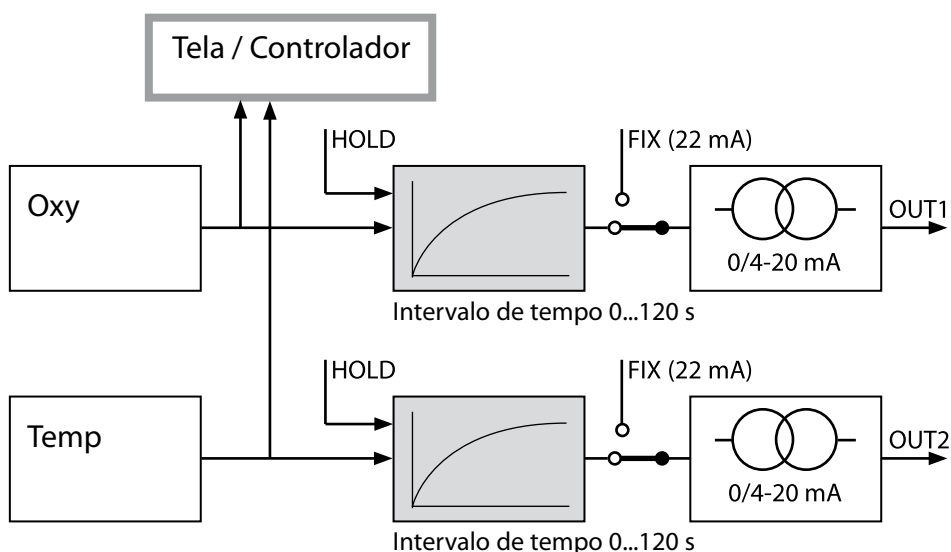 Tela / Controlador
HOLD
FIX (22 mA)
Oxy
OUT1
0/4-20 mA
Intervalo de tempo 0...120 s
HOLD
FIX (22 mA)
Temp
OUT2
0/4-20 mA
Intervalo de tempo 0...120 s